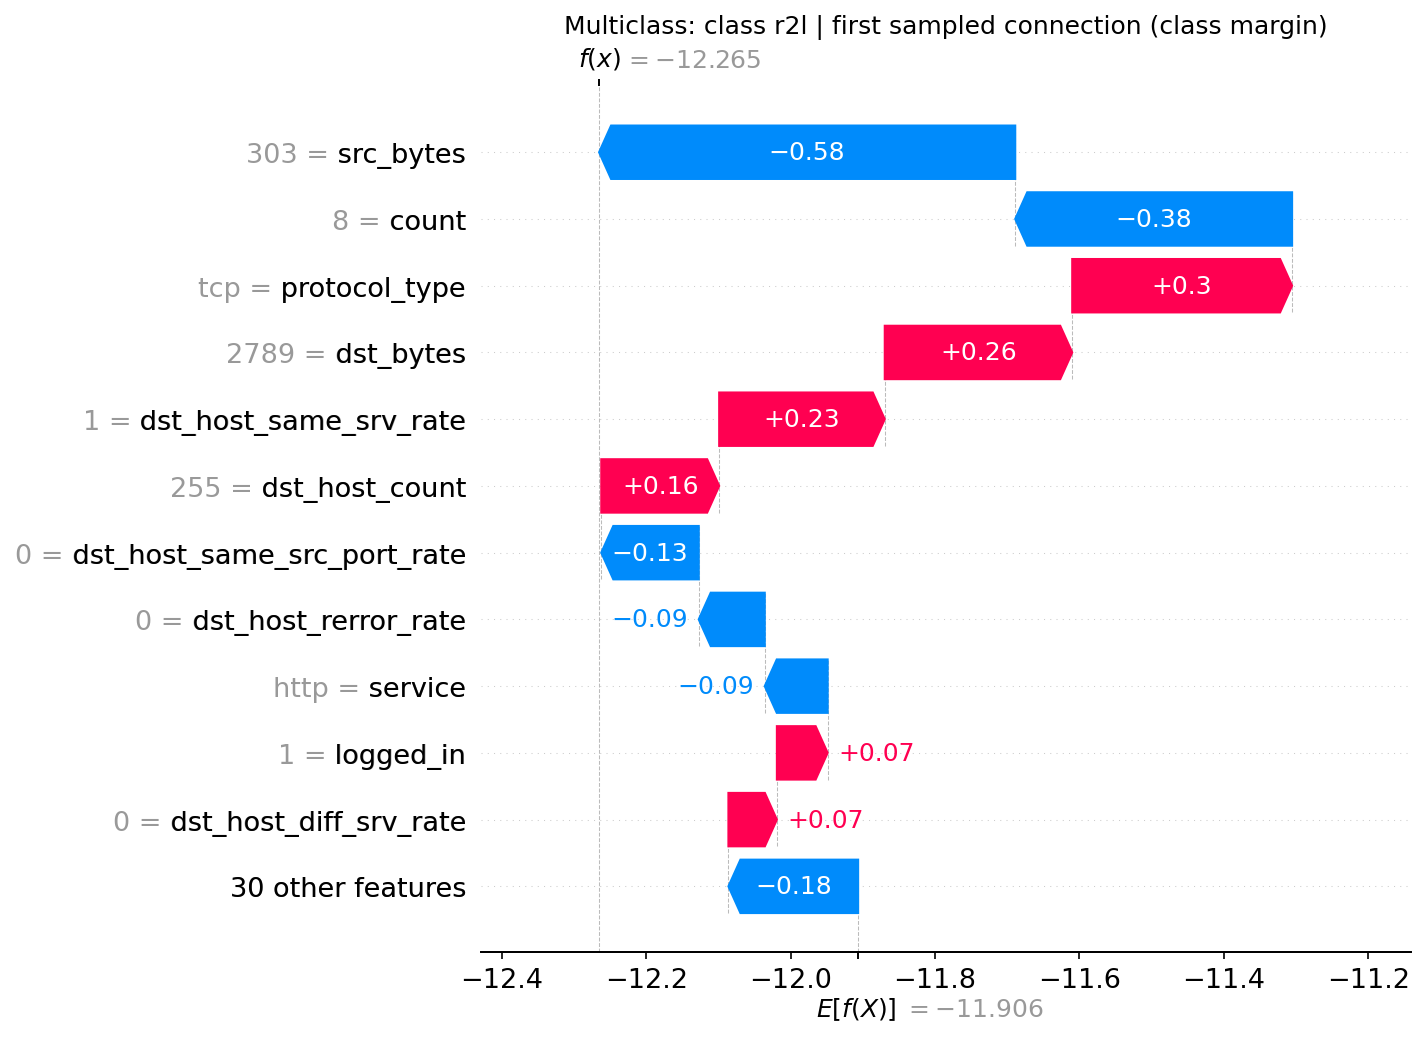 Multiclass: class r2l | first sampled connection (class margin)
f(x) = −12.265
303 = src_bytes −0.58
8 = count −0.38
tcp = protocol_type +0.3
2789 = dst_bytes +0.26
1 = dst_host_same_srv_rate +0.23
255 = dst_host_count +0.16
0 = dst_host_same_src_port_rate −0.13
0 = dst_host_rerror_rate −0.09
http = service −0.09
1 = logged_in +0.07
0 = dst_host_diff_srv_rate +0.07
30 other features −0.18
−12.4 −12.2 −12.0 −11.8 −11.6 −11.4 −11.2
E[f(X)] = −11.906